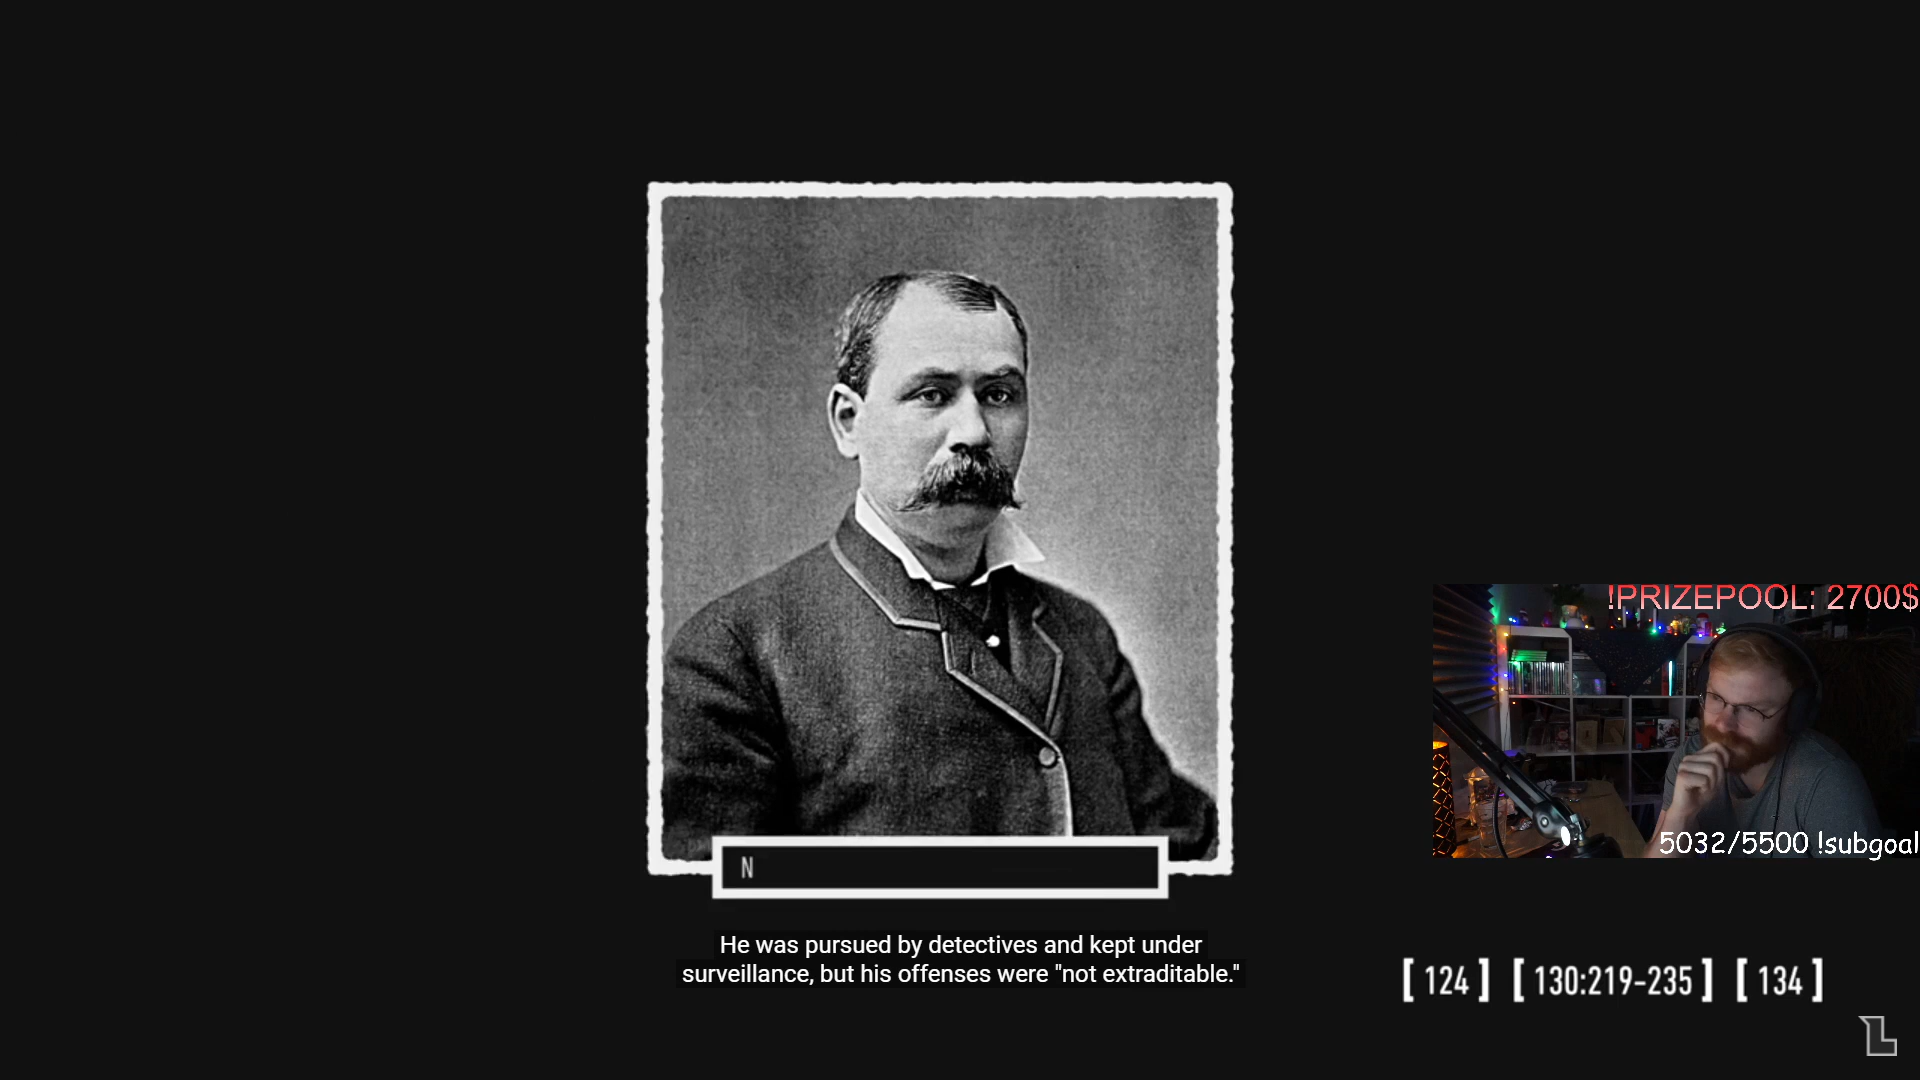 !PRIZEPOOL: 2700$
5032/5500 !subgoal
N
He was pursued by detectives and kept under
surveillance, but his offenses were "not extraditable."
[ 124 ] [ 130:219-235 ] [ 134 ]